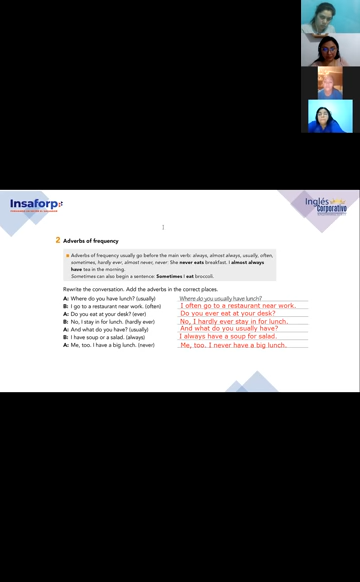 Insaforp
Inglés
Corporativo
2 Adverbs of frequency
Adverbs of frequency usually go before the main verb: always, almost always, usually, often,
sometimes, hardly ever, almost never, never: She never eats breakfast. I almost always
have tea in the morning.
Sometimes can also begin a sentence: Sometimes I eat broccoli.
Rewrite the conversation. Add the adverbs in the correct places.
A: Where do you have lunch? (usually) Where do you usually have lunch?
B: I go to a restaurant near work. (often) I often go to a restaurant near work.
A: Do you eat at your desk? (ever) Do you ever eat at your desk?
B: No, I stay in for lunch. (hardly ever) No, I hardly ever stay in for lunch.
A: And what do you have? (usually) And what do you usually have?
B: I have soup or a salad. (always) I always have a soup for salad.
A: Me, too. I have a big lunch. (never) Me, too. I never have a big lunch.